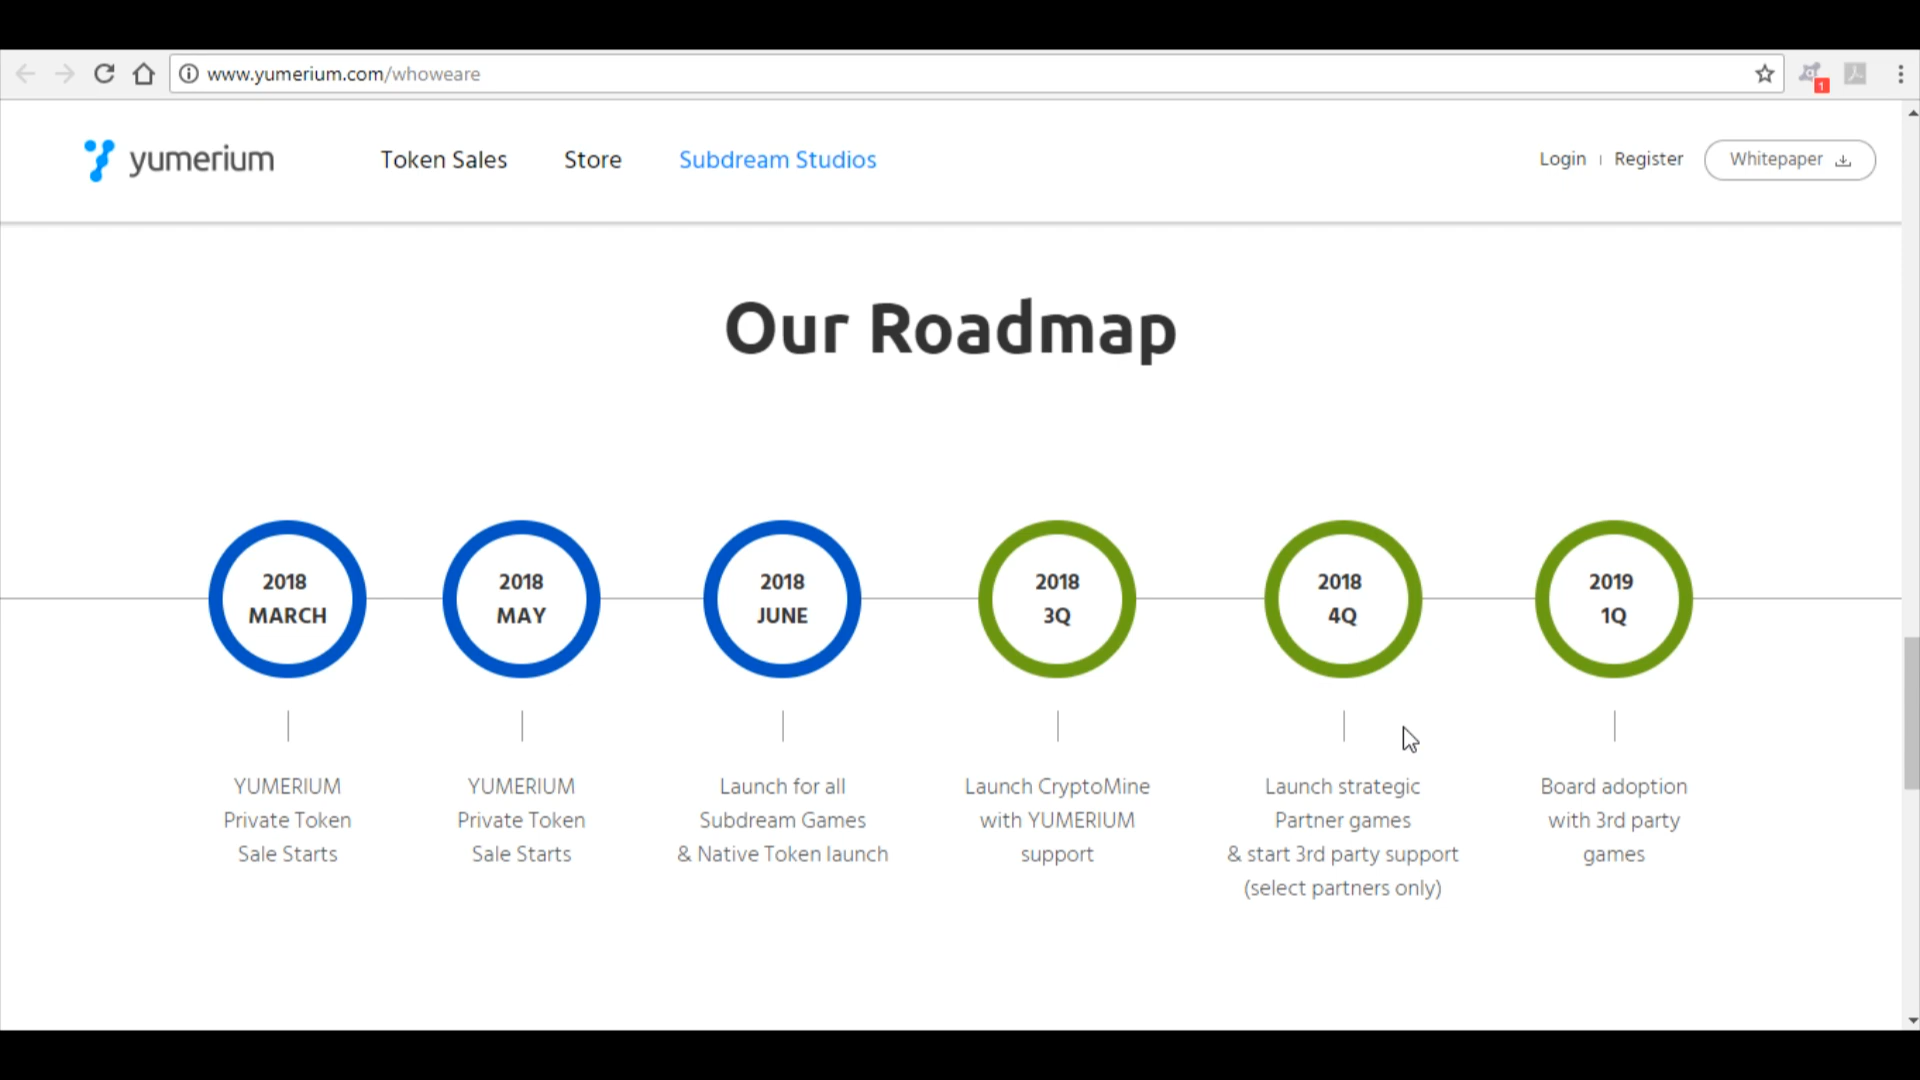 www.yumerium.com/whoweare
1
yumerium
Token Sales
Store
Subdream Studios
Login
Register
Whitepaper
Our Roadmap
2018
MARCH
YUMERIUM
Private Token
Sale Starts
2018
MAY
YUMERIUM
Private Token
Sale Starts
2018
JUNE
Launch for all
Subdream Games
& Native Token launch
2018
3Q
Launch CryptoMine
with YUMERIUM
support
2018
4Q
Launch strategic
Partner games
& start 3rd party support
(select partners only)
2019
1Q
Board adoption
with 3rd party
games